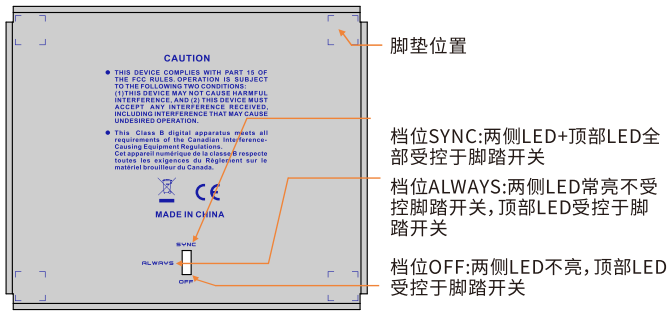 脚垫位置
CAUTION
THIS DEVICE COMPLIES WITH PART 15 OF
THE FCC RULES. OPERATION IS SUBJECT
TO THE FOLLOWING TWO CONDITIONS:
(1)THIS DEVICE MAY NOT CAUSE HARMFUL
INTERFERENCE, AND (2) THIS DEVICE MUST
ACCEPT ANY INTERFERENCE RECEIVED,
INCLUDING INTERFERENCE THAT MAY CAUSE
UNDESIRED OPERATION.
This Class B digital apparatus meets all
requirements of the Canadian Interference-
Causing Equipment Regulations.
Cet appareil numérique de la classe B respecte
toutes les exigences du Règlement sur le
matériel brouilleur du Canada.
CE
MADE IN CHINA
SYNC
ALWAYS
OFF
档位SYNC:两侧LED+顶部LED全
部受控于脚踏开关
档位ALWAYS:两侧LED常亮不受
控脚踏开关，顶部LED受控于脚
踏开关
档位OFF:两侧LED不亮，顶部LED
受控于脚踏开关